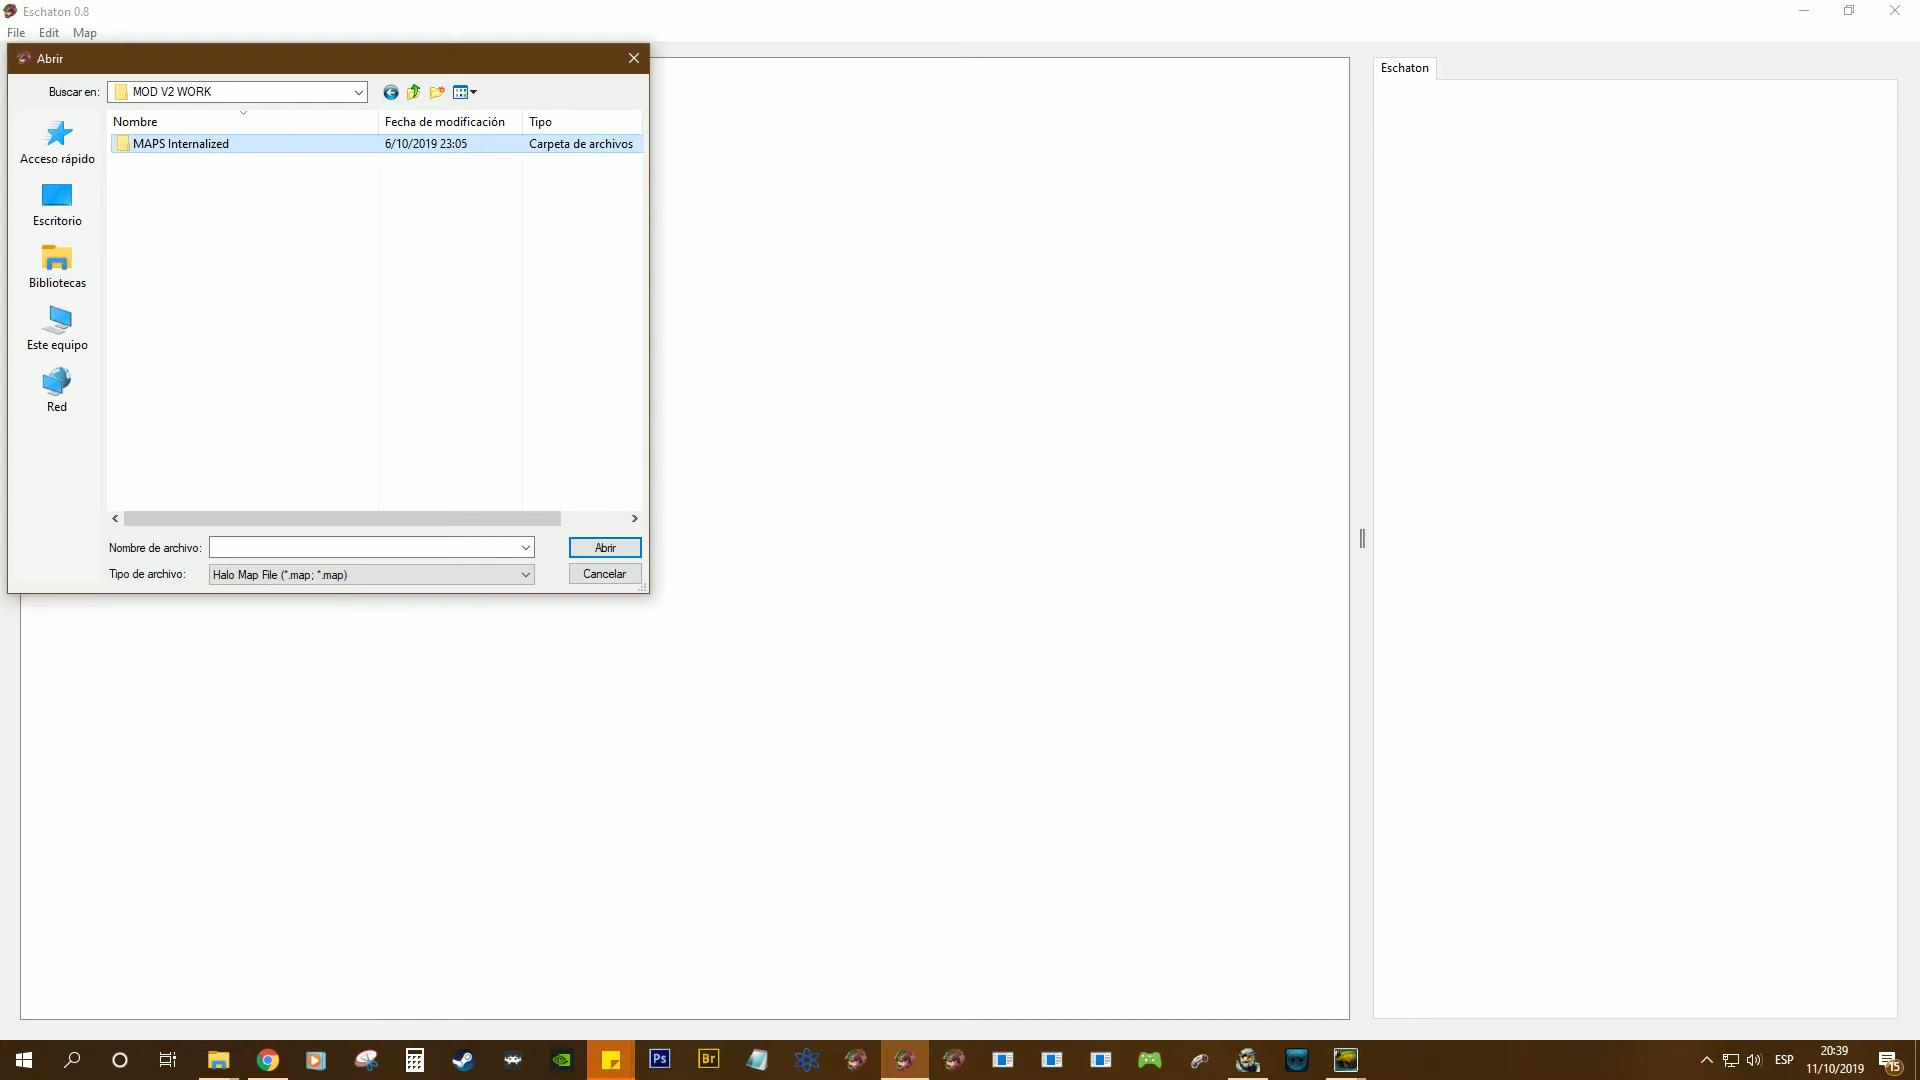 Eschaton 0.8
File Edit Map
Abrir
Buscar en: MOD V2 WORK
Nombre Fecha de modificación Tipo
MAPS Internalized 6/10/2019 23:05 Carpeta de archivos
Acceso rápido
Escritorio
Bibliotecas
Este equipo
Red
Nombre de archivo: Abrir
Tipo de archivo: Halo Map File (*.map; *.map) Cancelar
Eschaton
Ps
Br
ESP
20:39
11/10/2019
15